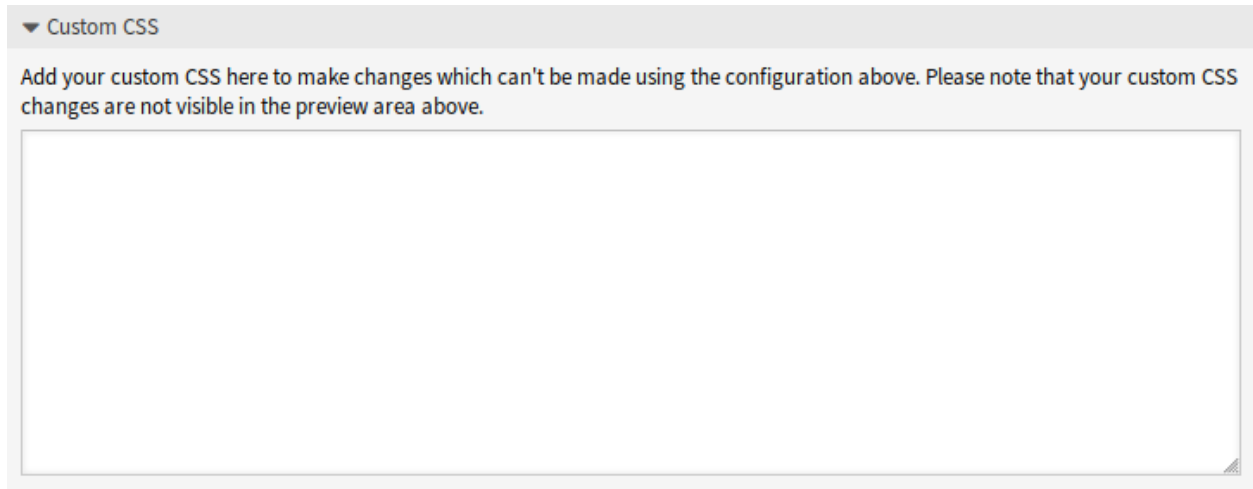 Custom CSS
Add your custom CSS here to make changes which can't be made using the configuration above. Please note that your custom CSS
changes are not visible in the preview area above.